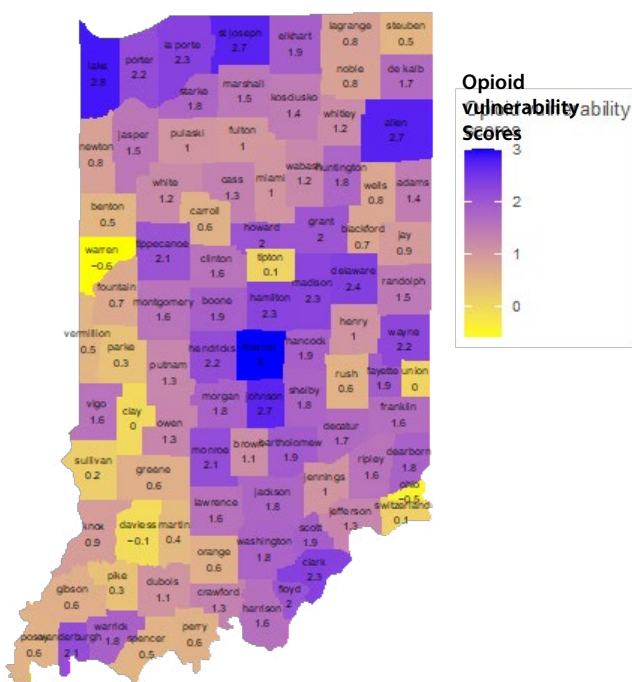 lagrange
0.8
steuben
0.5
st joseph
2.7
elkhart
1.9
la porte
2.3
porter
2.2
lake
2.8
noble
0.8
de kalb
1.7
marshall
1.5
starke
1.8
kosciusko
1.4
whitley
1.2
allen
2.7
newton
0.8
jasper
1.5
pulaski
1
fulton
1
wabash
1.2
huntington
1.8
miami
1
cass
1.3
white
1.2
wells
0.8
adams
1.4
benton
0.5
carroll
0.6
howard
2
grant
2
blackford
0.7
jay
0.9
warren
−0.6
tippecanoe
2.1
clinton
1.6
tipton
0.1
madison
2.3
delaware
2.4
randolph
1.5
fountain
0.7
montgomery
1.6
boone
1.9
hamilton
2.3
henry
1
wayne
2.2
vermillion
0.5
parke
0.3
putnam
1.3
hendricks
2.2
marion
3
hancock
1.9
rush
0.6
fayette
1.9
union
0
vigo
1.6
clay
0
owen
1.3
morgan
1.8
johnson
2.7
shelby
1.8
franklin
1.6
decatur
1.7
sullivan
0.2
greene
0.6
monroe
2.1
brown
1.1
bartholomew
1.9
jennings
1
ripley
1.6
dearborn
1.8
ohio
−0.5
switzerland
0.1
jefferson
1.3
jackson
1.8
lawrence
1.6
knox
0.9
daviess
−0.1
martin
0.4
orange
0.6
washington
1.8
scott
1.9
clark
2.3
floyd
2
harrison
1.6
crawford
1.3
dubois
1.1
pike
0.3
gibson
0.6
posey
0.6
vanderburgh
2.1
warrick
1.8
spencer
0.5
perry
0.6
Opioid
vulnerability
Scores
Opioid vulnerability
scores
3
2
1
0